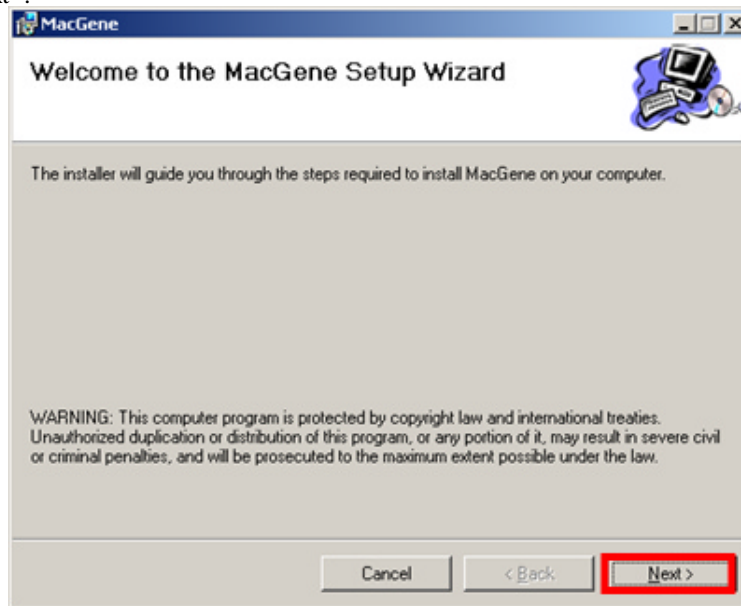 MacGene
Welcome to the MacGene Setup Wizard
The installer will guide you through the steps required to install MacGene on your computer.
WARNING: This computer program is protected by copyright law and international treaties.
Unauthorized duplication or distribution of this program, or any portion of it, may result in severe civil
or criminal penalties, and will be prosecuted to the maximum extent possible under the law.
Cancel < Back Next >